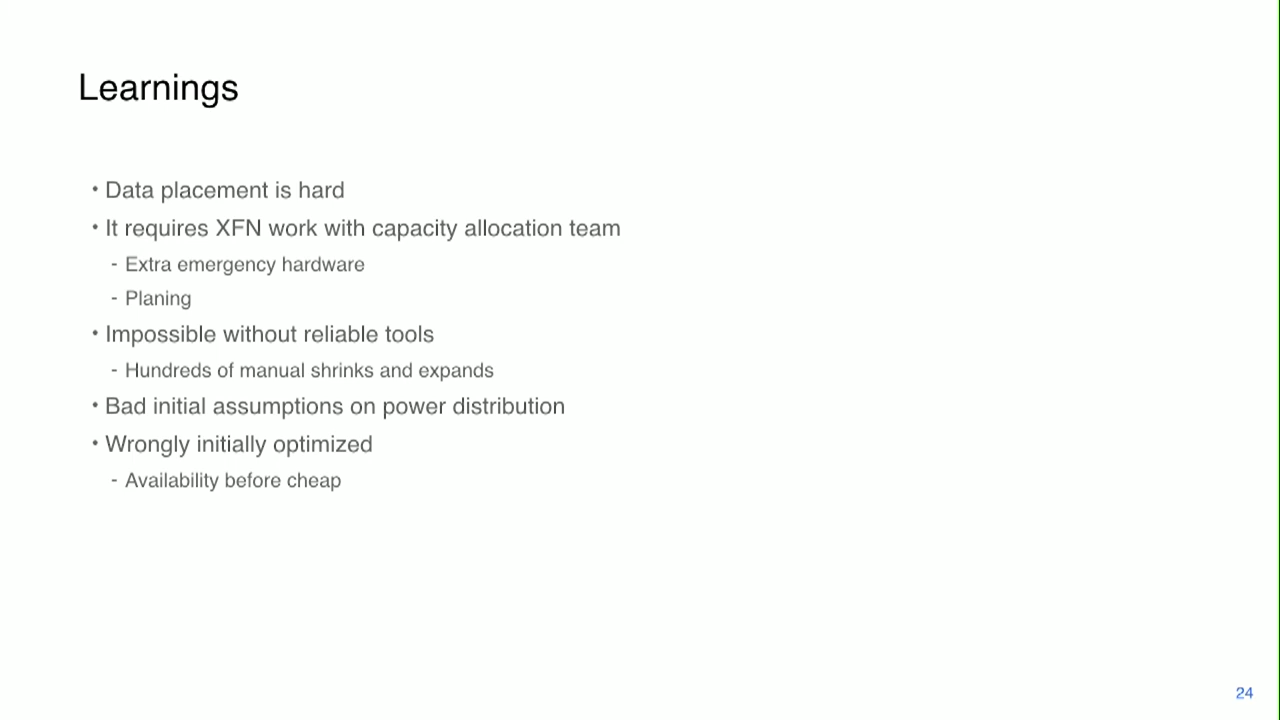 Learnings
• Data placement is hard
• It requires XFN work with capacity allocation team
- Extra emergency hardware
- Planing
• Impossible without reliable tools
- Hundreds of manual shrinks and expands
• Bad initial assumptions on power distribution
• Wrongly initially optimized
- Availability before cheap
24